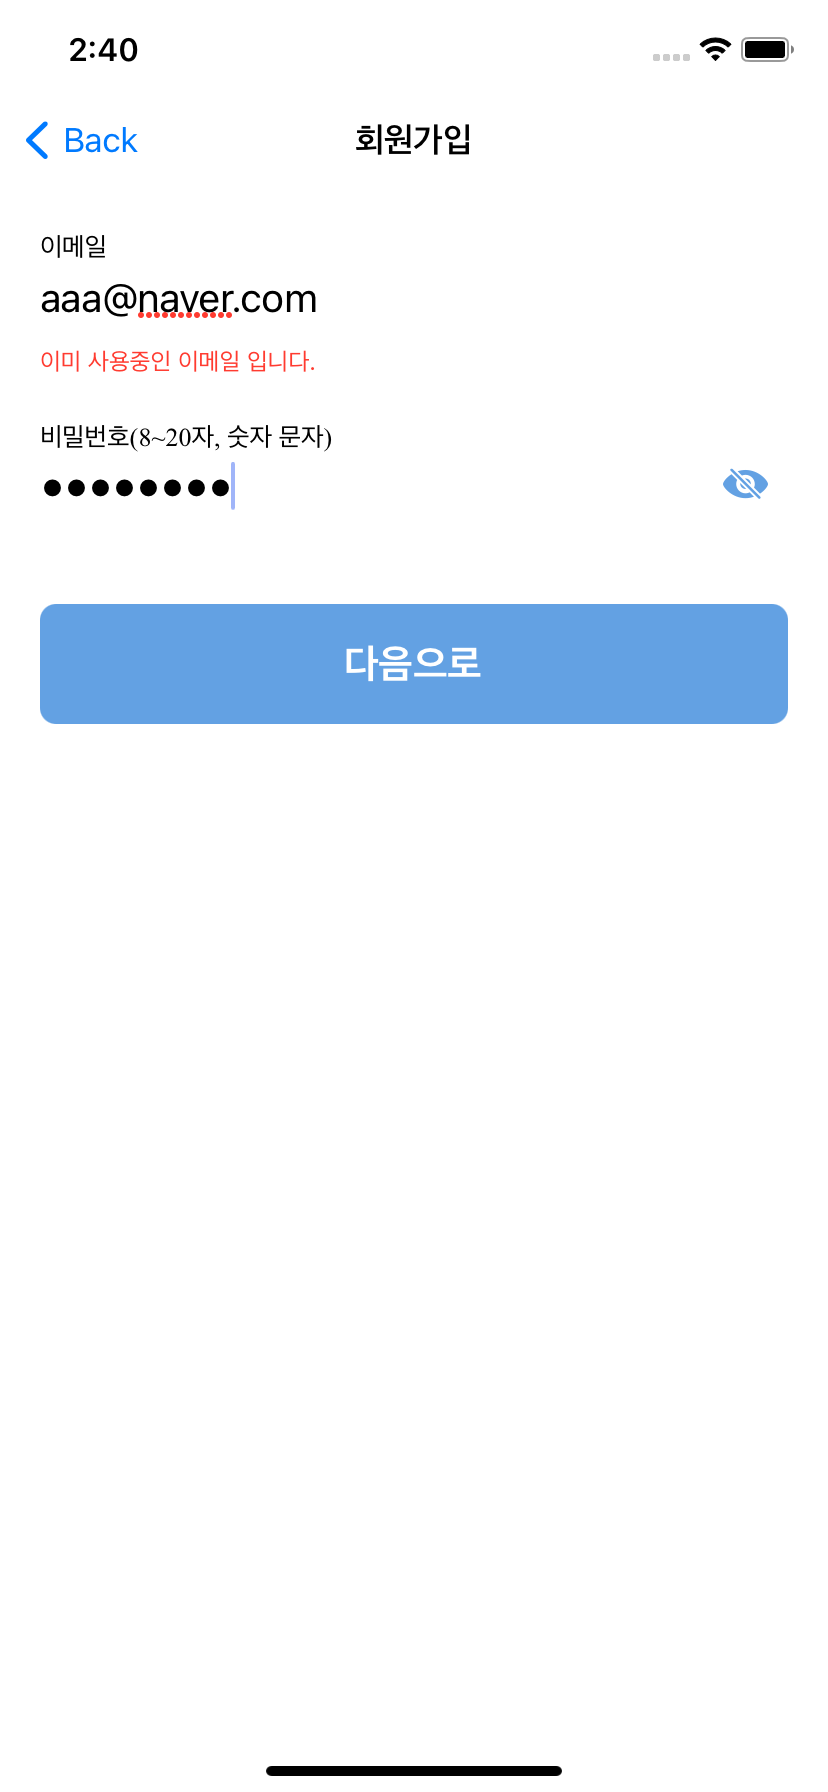 2:40
Back
회원가입
이메일
aaa@naver.com
이미 사용중인 이메일 입니다.
비밀번호(8~20자, 숫자 문자)
●●●●●●●●
다음으로